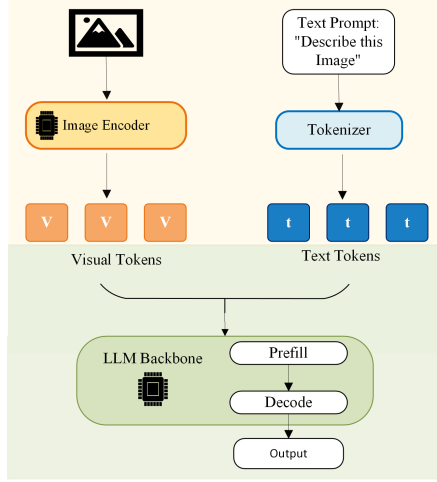 Text Prompt:
"Describe this
Image"
Image Encoder
Tokenizer
V V V
t t t
Visual Tokens
Text Tokens
LLM Backbone
Prefill
Decode
Output